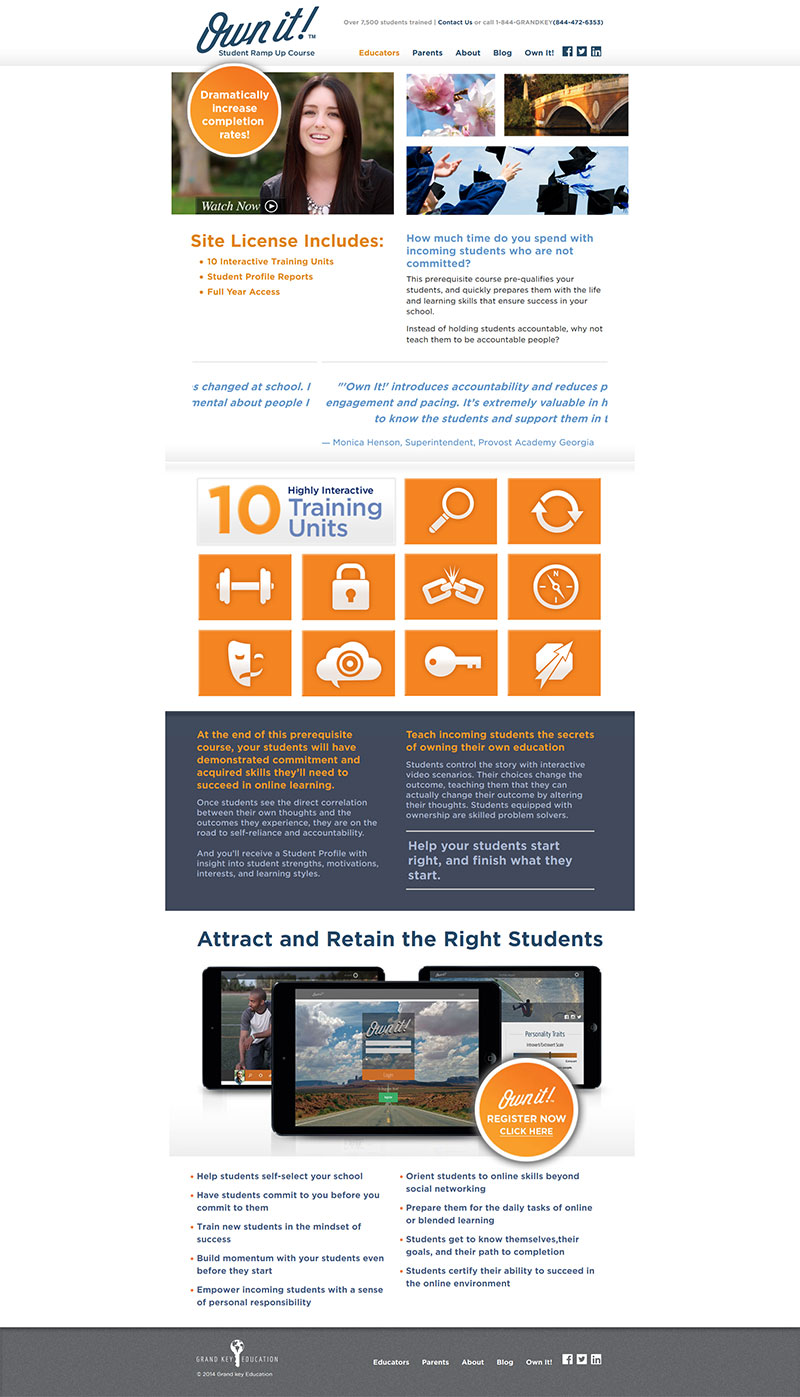 Own it!™
Student Ramp Up Course
Over 7,500 students trained | Contact Us or call 1-844-GRANDKEY(844-472-6353)
Educators Parents About Blog Own It!
Dramatically
increase
completion
rates!
Watch Now
Site License Includes:
• 10 Interactive Training Units
• Student Profile Reports
• Full Year Access
How much time do you spend with
incoming students who are not
committed?
This prerequisite course pre-qualifies your
students, and quickly prepares them with the life
and learning skills that ensure success in your
school.
Instead of holding students accountable, why not
teach them to be accountable people?
s changed at school. I
mental about people I
"'Own It!' introduces accountability and reduces p
engagement and pacing. It's extremely valuable in h
to know the students and support them in t
— Monica Henson, Superintendent, Provost Academy Georgia
10 Highly Interactive
Training
Units
N
At the end of this prerequisite
course, your students will have
demonstrated commitment and
acquired skills they'll need to
succeed in online learning.
Once students see the direct correlation
between their own thoughts and the
outcomes they experience, they are on the
road to self-reliance and accountability.
And you'll receive a Student Profile with
insight into student strengths, motivations,
interests, and learning styles.
Teach incoming students the secrets
of owning their own education
Students control the story with interactive
video scenarios. Their choices change the
outcome, teaching them that they can
actually change their outcome by altering
their thoughts. Students equipped with
ownership are skilled problem solvers.
Help your students start
right, and finish what they
start.
Attract and Retain the Right Students
Own it!
Login
Personality Traits
Introvert/Extrovert Scale
Own it!™
REGISTER NOW
CLICK HERE
• Help students self-select your school
• Have students commit to you before you
commit to them
• Train new students in the mindset of
success
• Build momentum with your students even
before they start
• Empower incoming students with a sense
of personal responsibility
• Orient students to online skills beyond
social networking
• Prepare them for the daily tasks of online
or blended learning
• Students get to know themselves,their
goals, and their path to completion
• Students certify their ability to succeed in
the online environment
GRAND KEY EDUCATION
© 2014 Grand key Education
Educators Parents About Blog Own It!